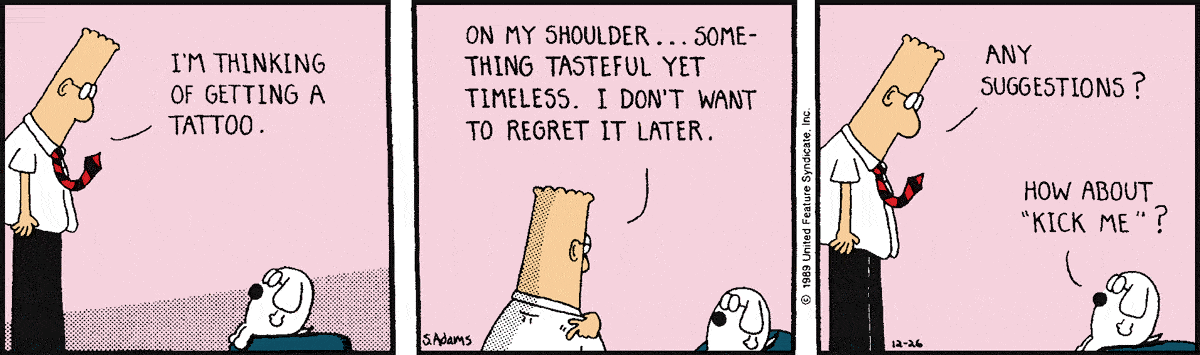 I'M THINKING
OF GETTING A
TATTOO.
ON MY SHOULDER... SOME-
THING TASTEFUL YET
TIMELESS. I DON'T WANT
TO REGRET IT LATER.
S.Adams
© 1989 United Feature Syndicate, Inc.
ANY
SUGGESTIONS?
HOW ABOUT
"KICK ME"?
12-26